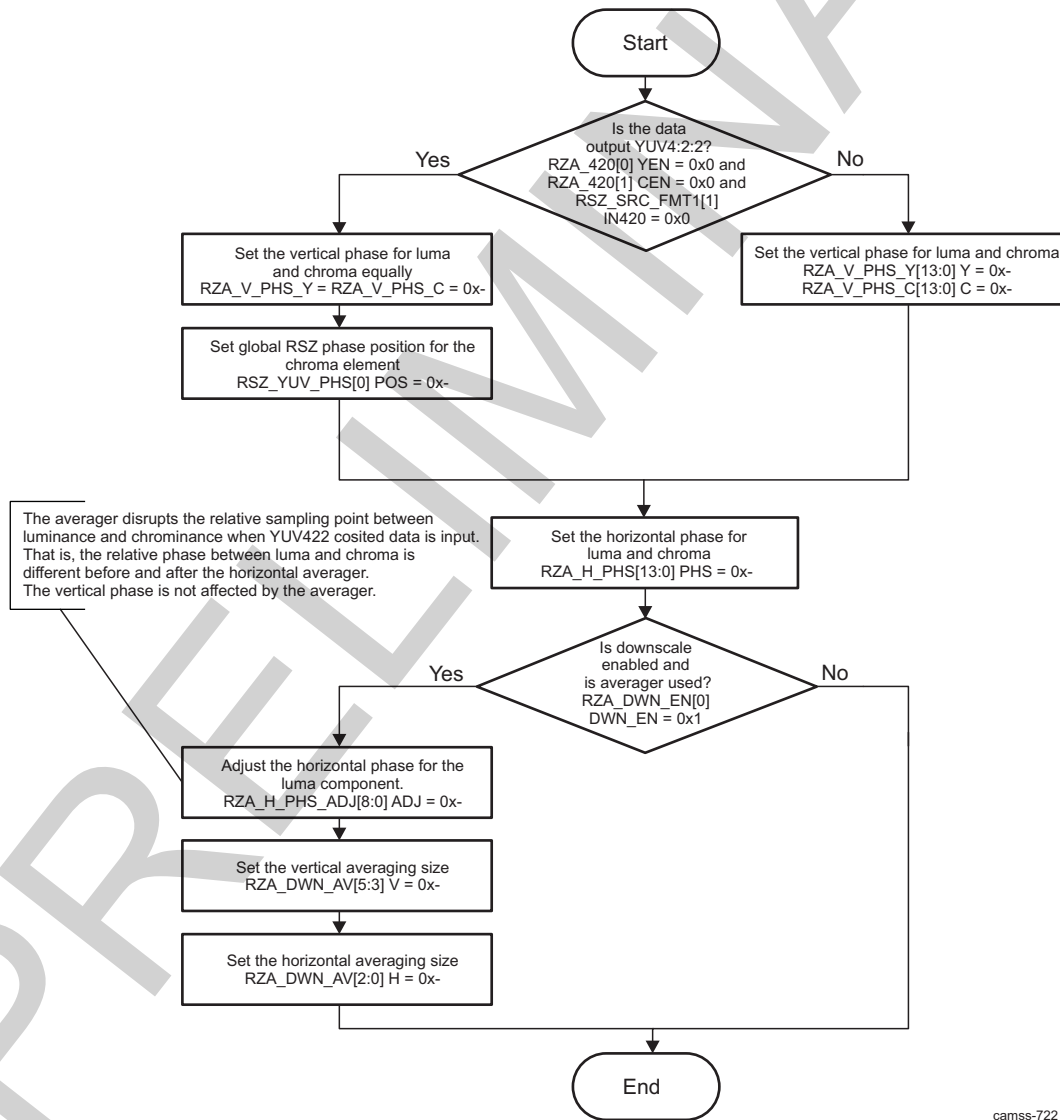 Start
Is the data
output YUV4:2:2?
RZA_420[0] YEN = 0x0 and
RZA_420[1] CEN = 0x0 and
RSZ_SRC_FMT1[1]
IN420 = 0x0
Yes
No
Set the vertical phase for luma
and chroma equally
RZA_V_PHS_Y = RZA_V_PHS_C = 0x-
Set the vertical phase for luma and chroma
RZA_V_PHS_Y[13:0] Y = 0x-
RZA_V_PHS_C[13:0] C = 0x-
Set global RSZ phase position for the
chroma element
RSZ_YUV_PHS[0] POS = 0x-
The averager disrupts the relative sampling point between
luminance and chrominance when YUV422 cosited data is input.
That is, the relative phase between luma and chroma is
different before and after the horizontal averager.
The vertical phase is not affected by the averager.
Set the horizontal phase for
luma and chroma
RZA_H_PHS[13:0] PHS = 0x-
Is downscale
enabled and
is averager used?
RZA_DWN_EN[0]
DWN_EN = 0x1
Yes
No
Adjust the horizontal phase for the
luma component.
RZA_H_PHS_ADJ[8:0] ADJ = 0x-
Set the vertical averaging size
RZA_DWN_AV[5:3] V = 0x-
Set the horizontal averaging size
RZA_DWN_AV[2:0] H = 0x-
End
camss-722
PRELIMINA